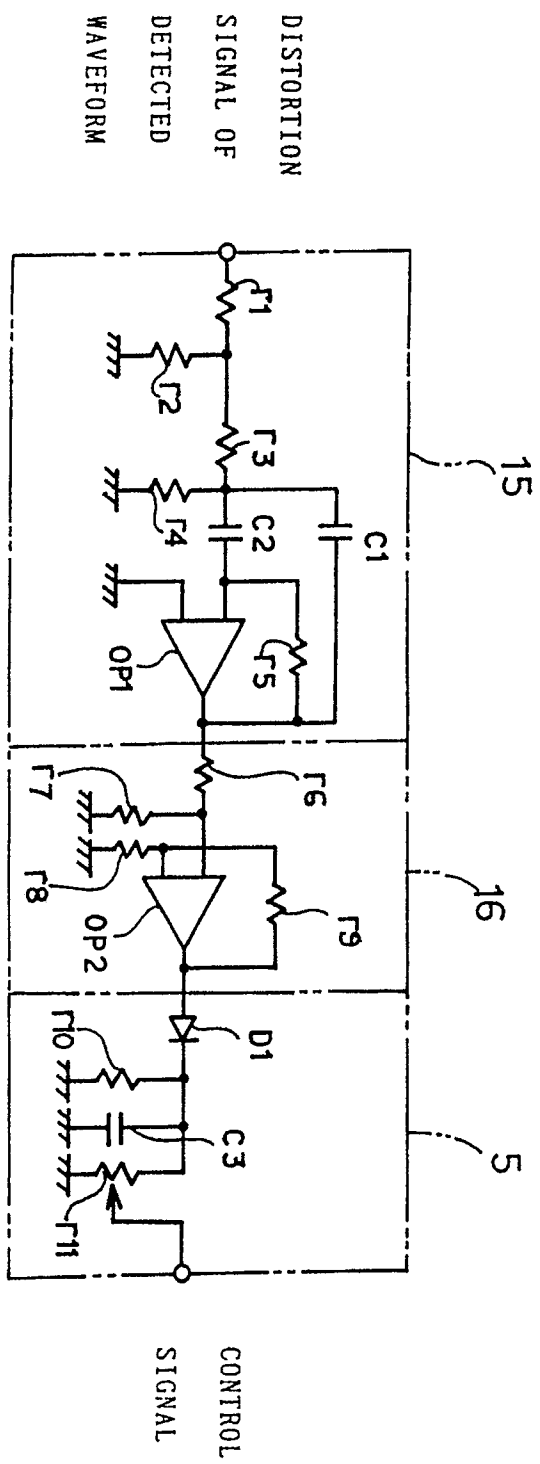 DISTORTION
SIGNAL OF
DETECTED
WAVEFORM
15
16
5
r1
r2
r3
r4
C1
C2
r5
OP1
r6
r7
r8
r9
OP2
D1
r10
C3
r11
CONTROL
SIGNAL